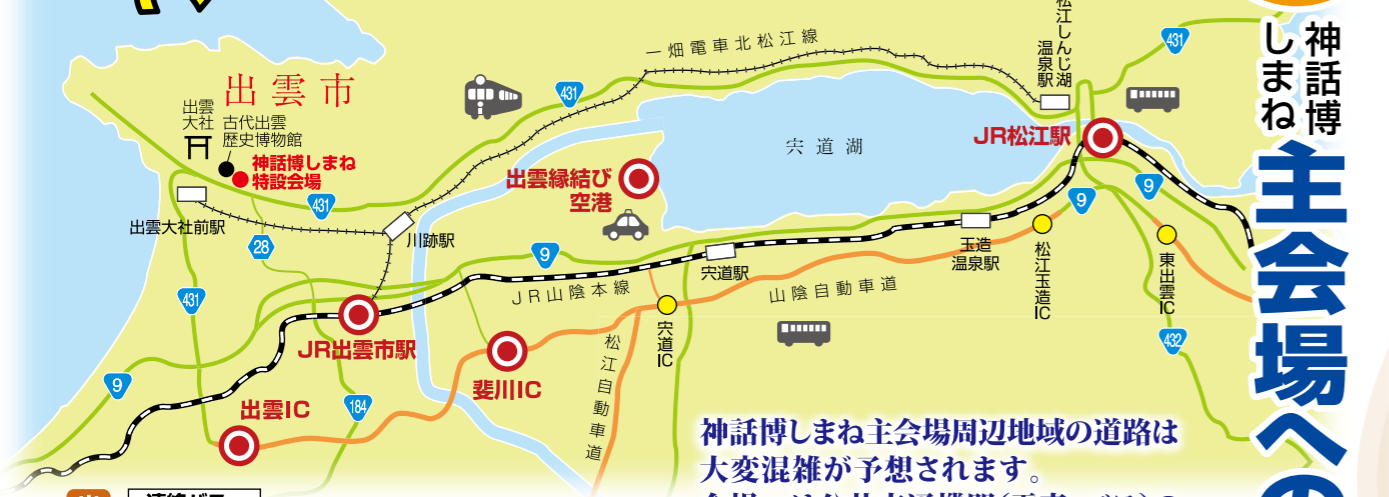 神話博
しまね
主会場への
松江しんじ湖
温泉駅
431
一畑電車北松江線
431
出雲市
出雲
大社
古代出雲
歴史博物館
神話博しまね
特設会場
431
出雲大社前駅
川跡駅
28
431
出雲縁結び
空港
宍道湖
JR松江駅
9
9
玉造
温泉駅
松江玉造IC
東出雲IC
432
9
宍道駅
JR山陰本線
山陰自動車道
宍道IC
松江自動車道
JR出雲市駅
斐川IC
9
184
出雲IC
神話博しまね主会場周辺地域の道路は
大変混雑が予想されます。